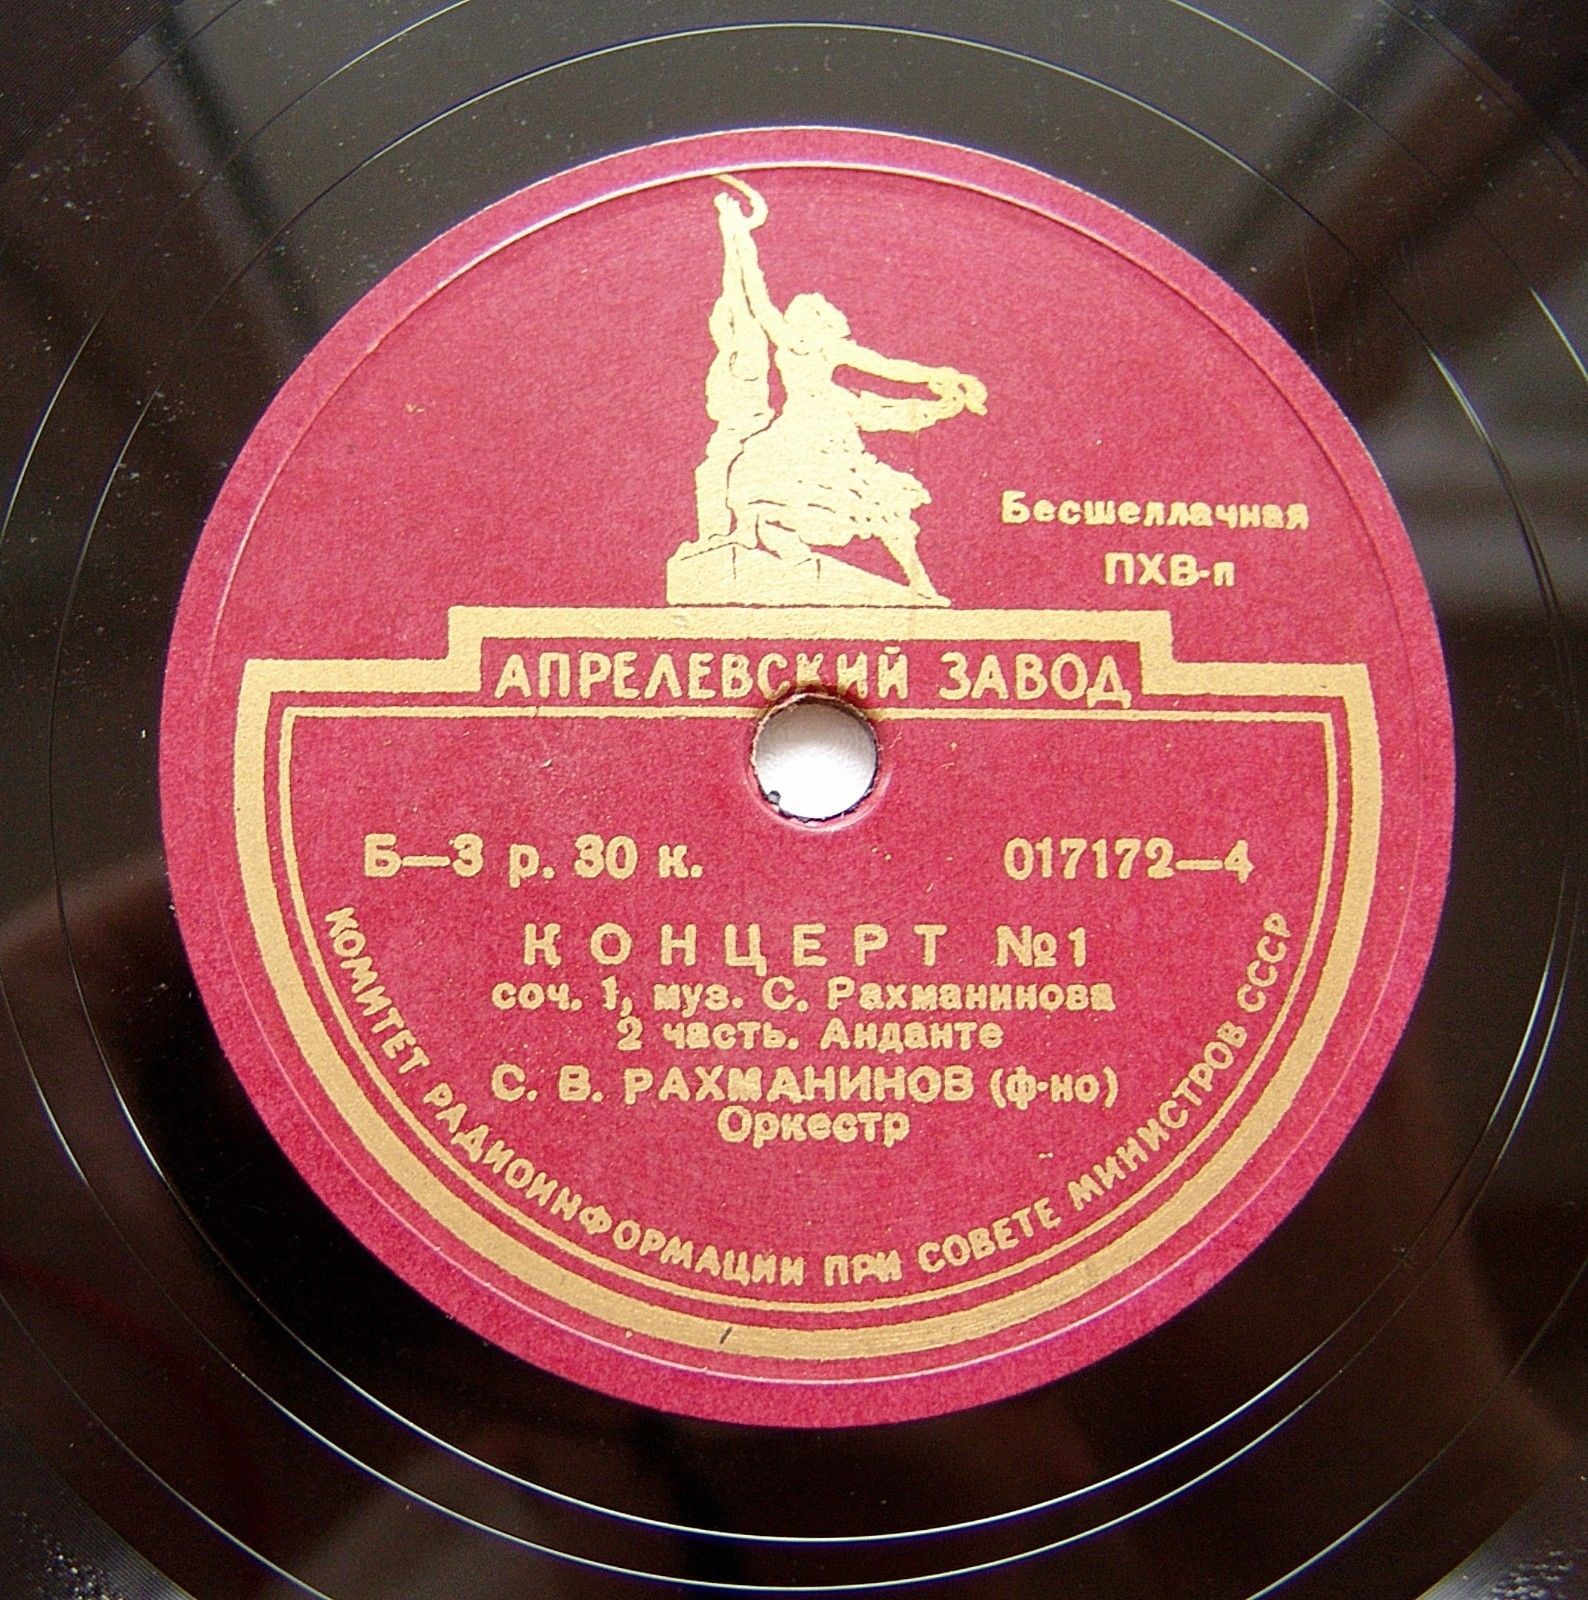 Бесшеллачная
ПХВ-п
АПРЕЛЕВСКИЙ ЗАВОД
Б—3 р. 30 к.
017172—4
КОНЦЕРТ №1
соч. 1, муз. С. Рахманинова
2 часть. Анданте
С. В. РАХМАНИНОВ (ф-но)
Оркестр
КОМИТЕТ РАДИОИНФОРМАЦИИ ПРИ СОВЕТЕ МИНИСТРОВ СССР